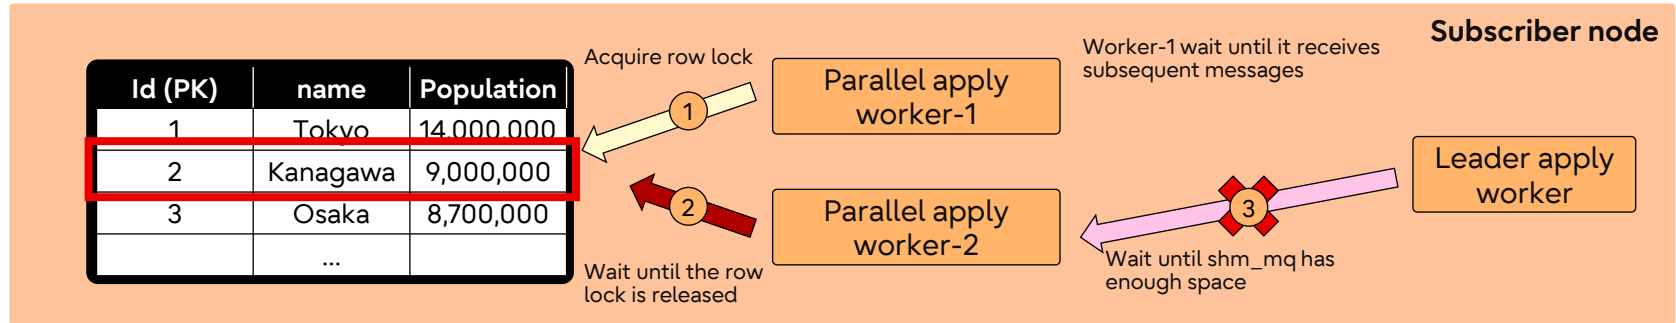 Subscriber node
Id (PK) name Population
1 Tokyo 14,000,000
2 Kanagawa 9,000,000
3 Osaka 8,700,000
...
Acquire row lock
1
Parallel apply
worker-1
Worker-1 wait until it receives
subsequent messages
2
Wait until the row
lock is released
Parallel apply
worker-2
3
Wait until shm_mq has
enough space
Leader apply
worker